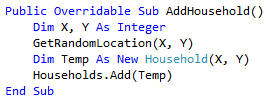 Public Overridable Sub AddHousehold()
Dim X, Y As Integer
GetRandomLocation(X, Y)
Dim Temp As New Household(X, Y)
Households.Add(Temp)
End Sub